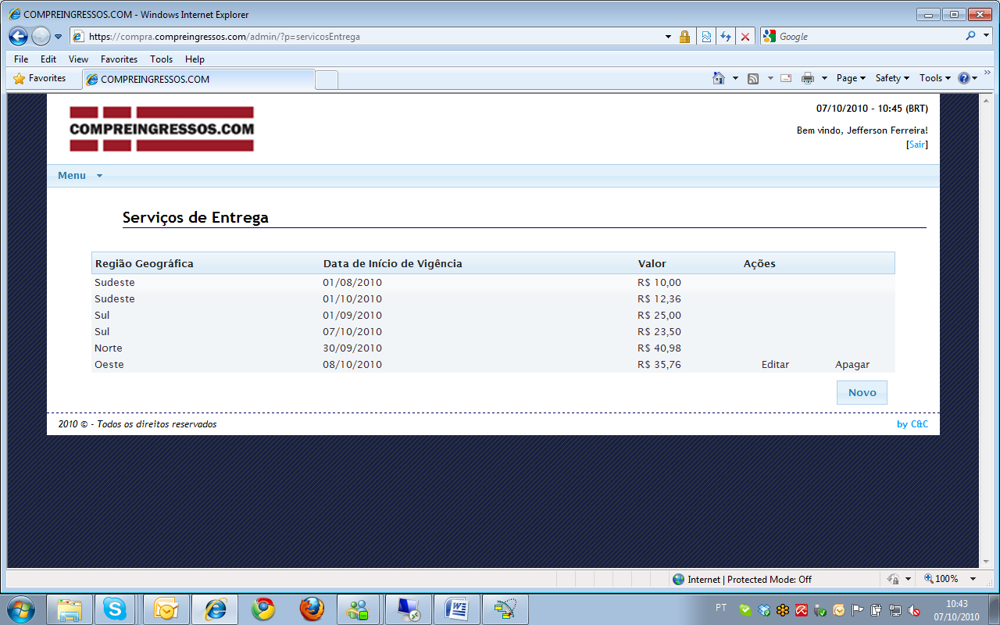 COMPREINGRESSOS.COM - Windows Internet Explorer
https://compra.compreingressos.com/admin/?p=servicosEntrega
Google
File Edit View Favorites Tools Help
Favorites COMPREINGRESSOS.COM Page Safety Tools
COMPREINGRESSOS.COM
07/10/2010 - 10:45 (BRT)
Bem vindo, Jefferson Ferreira!
[Sair]
Menu
Serviços de Entrega
Região Geográfica Data de Início de Vigência Valor Ações
Sudeste 01/08/2010 R$ 10,00
Sudeste 01/10/2010 R$ 12,36
Sul 01/09/2010 R$ 25,00
Sul 07/10/2010 R$ 23,50
Norte 30/09/2010 R$ 40,98
Oeste 08/10/2010 R$ 35,76 Editar Apagar
Novo
2010 © - Todos os direitos reservados by C&C
Internet | Protected Mode: Off 100%
PT 10:43
07/10/2010